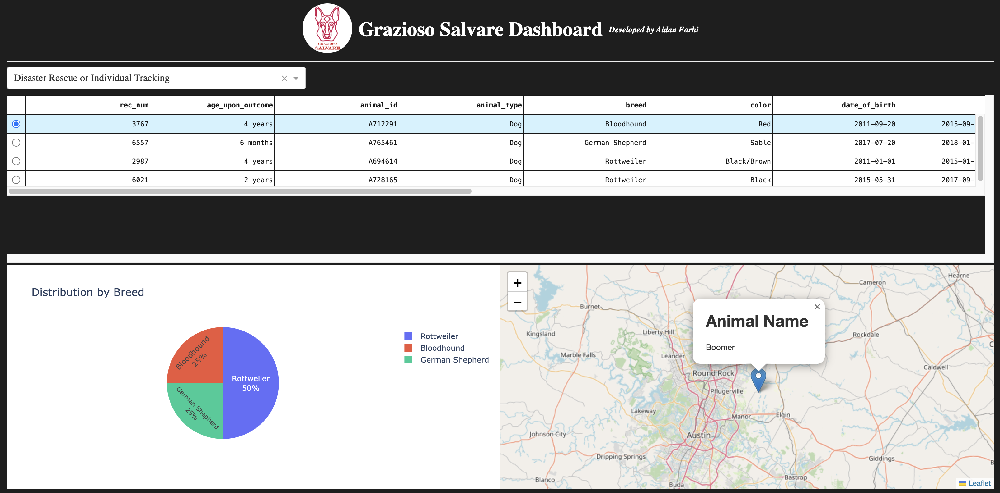 GRAZIOSO
SALVARE
Grazioso Salvare Dashboard Developed by Aidan Farhi
Disaster Rescue or Individual Tracking
rec_num age_upon_outcome animal_id animal_type breed color date_of_birth
3767 4 years A712291 Dog Bloodhound Red 2011-09-20 2015-09-
6557 6 months A765461 Dog German Shepherd Sable 2017-07-20 2018-01-
2987 4 years A694614 Dog Rottweiler Black/Brown 2011-01-01 2015-01-
6021 2 years A728165 Dog Rottweiler Black 2015-05-31 2017-09-
Distribution by Breed
Bloodhound
25%
Rottweiler
50%
German Shepherd
25%
Rottweiler
Bloodhound
German Shepherd
+
−
Animal Name
Boomer
Hearne
Cameron
Burnet
Kingsland
Liberty Hill
Rockdale
Marble Falls
Leander
Caldwell
Round Rock
Pflugerville
Lakeway
Manor
Elgin
Johnson City
Austin
Dripping Springs
Giddings
Blanco
Buda
Bastrop
Leaflet